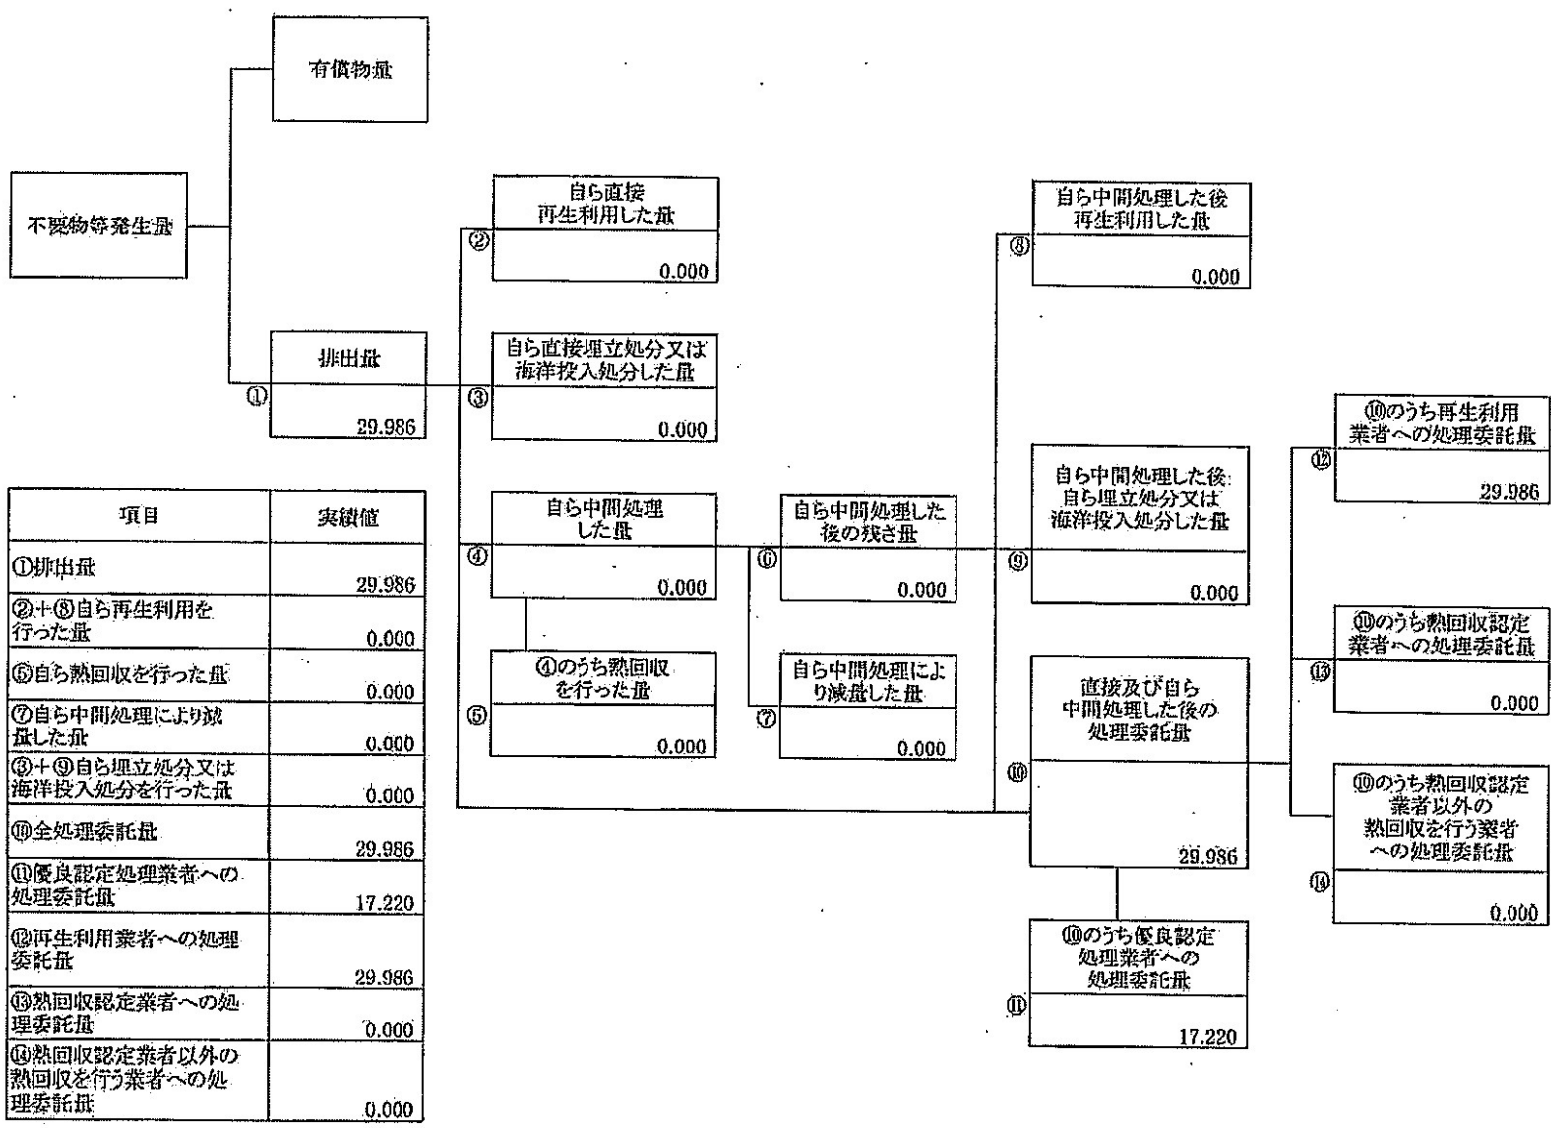 有償物量
不要物等発生量
排出量
①
29.986
自ら直接
再生利用した量
②
0.000
自ら直接埋立処分又は
海洋投入処分した量
③
0.000
自ら中間処理
した量
④
0.000
④のうち熱回収
を行った量
⑤
0.000
自ら中間処理した
後の残さ量
⑥
0.000
自ら中間処理によ
り減量した量
⑦
0.000
自ら中間処理した後
再生利用した量
⑧
0.000
自ら中間処理した後
自ら埋立処分又は
海洋投入処分した量
⑨
0.000
直接及び自ら
中間処理した後の
処理委託量
⑩
29.986
⑩のうち優良認定
処理業者への
処理委託量
⑪
17.220
⑩のうち再生利用
業者への処理委託量
⑫
29.986
⑩のうち熱回収認定
業者への処理委託量
⑬
0.000
⑩のうち熱回収認定
業者以外の
熱回収を行う業者
への処理委託量
⑭
0.000
項目 実績値
①排出量 29.986
②+⑧自ら再生利用を
行った量 0.000
⑤自ら熱回収を行った量 0.000
⑦自ら中間処理により減
量した量 0.000
③+⑨自ら埋立処分又は
海洋投入処分を行った量 0.000
⑩全処理委託量 29.986
⑪優良認定処理業者への
処理委託量 17.220
⑫再生利用業者への処理
委託量 29.986
⑬熱回収認定業者への処
理委託量 0.000
⑭熱回収認定業者以外の
熱回収を行う業者への処
理委託量 0.000